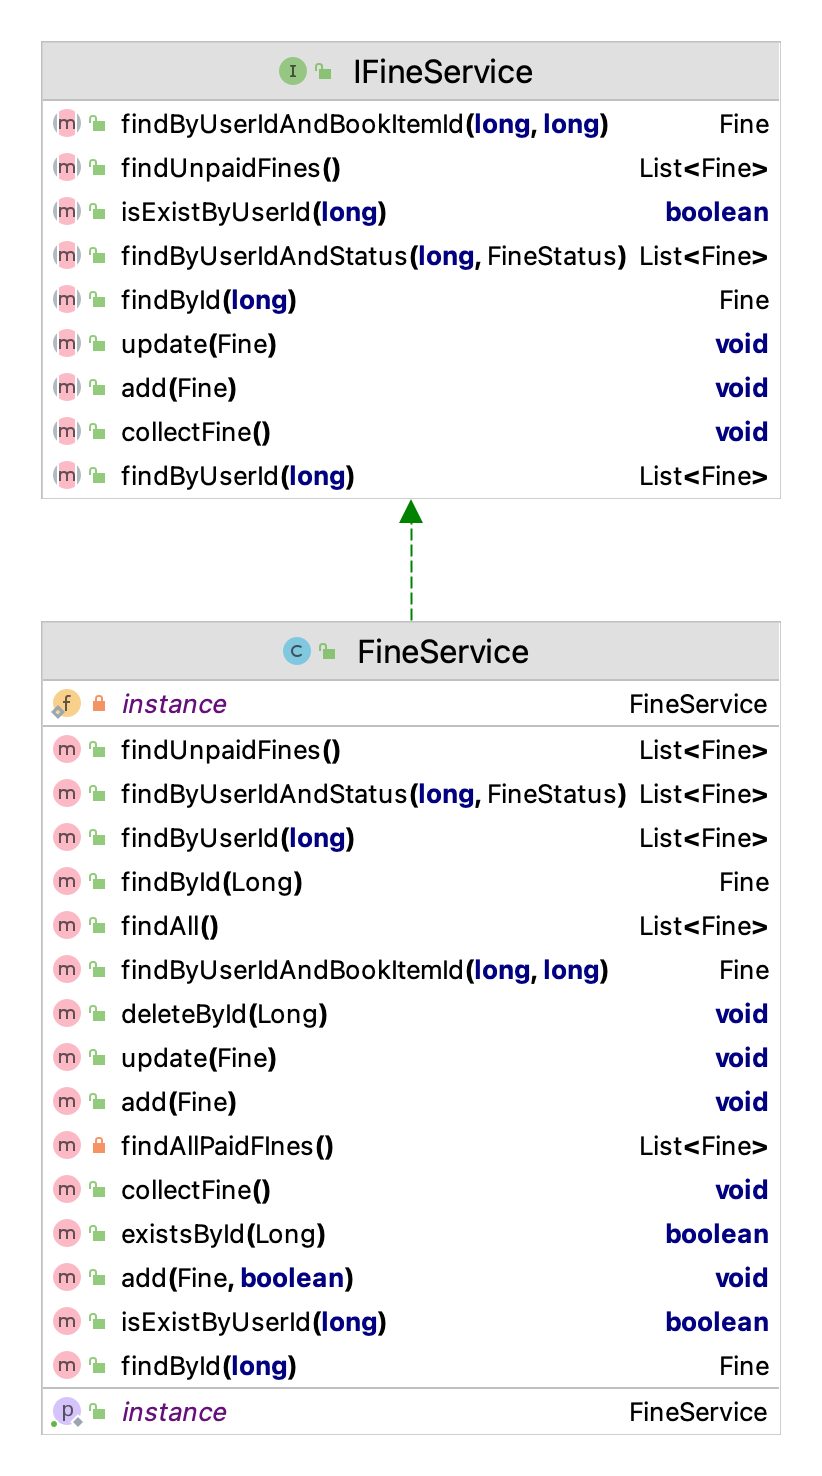 I IFineService
m findByUserIdAndBookItemId(long, long) Fine
m findUnpaidFines() List<Fine>
m isExistByUserId(long) boolean
m findByUserIdAndStatus(long, FineStatus) List<Fine>
m findById(long) Fine
m update(Fine) void
m add(Fine) void
m collectFine() void
m findByUserId(long) List<Fine>
C FineService
f instance FineService
m findUnpaidFines() List<Fine>
m findByUserIdAndStatus(long, FineStatus) List<Fine>
m findByUserId(long) List<Fine>
m findById(Long) Fine
m findAll() List<Fine>
m findByUserIdAndBookItemId(long, long) Fine
m deleteById(Long) void
m update(Fine) void
m add(Fine) void
m findAllPaidFInes() List<Fine>
m collectFine() void
m existsById(Long) boolean
m add(Fine, boolean) void
m isExistByUserId(long) boolean
m findById(long) Fine
p instance FineService